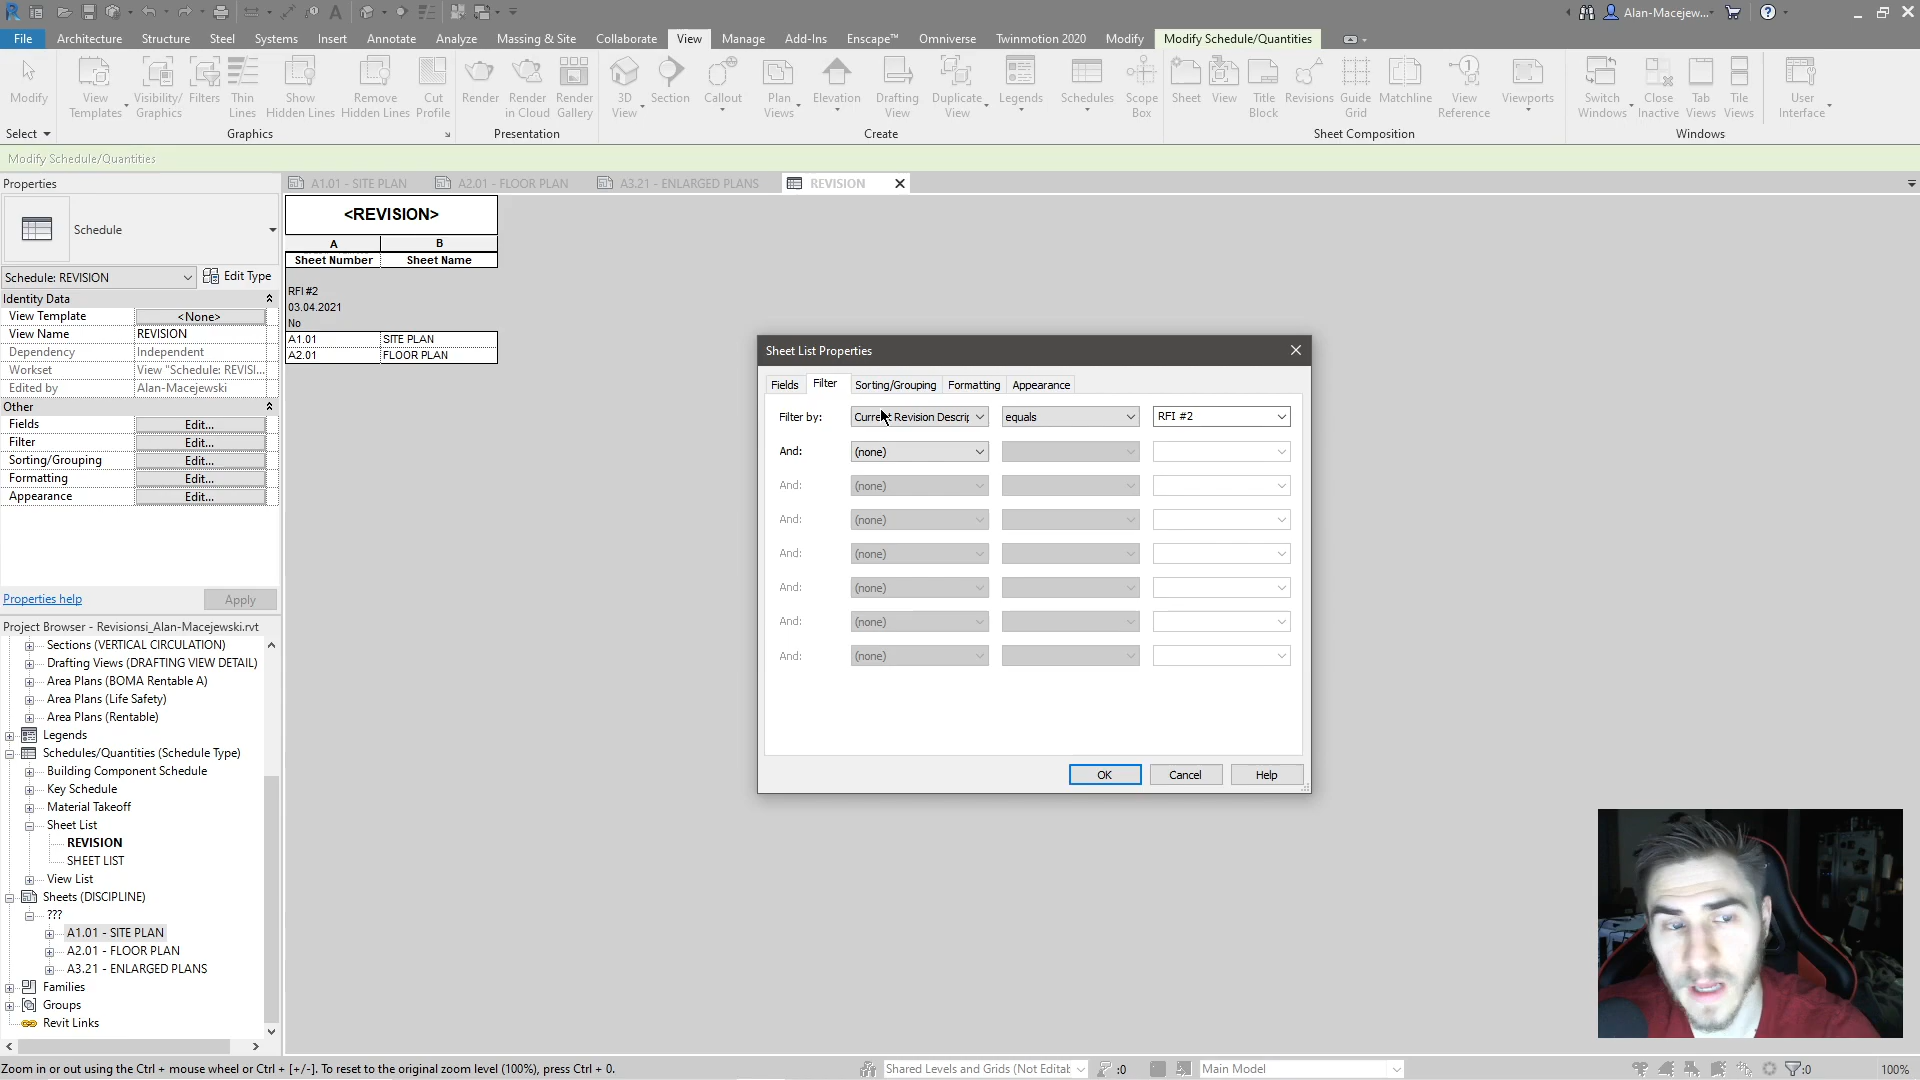 Alan-Macejew...
File Architecture Structure Steel Systems Insert Annotate Analyze Massing & Site Collaborate View Manage Add-Ins Enscape™ Omniverse Twinmotion 2020 Modify Modify Schedule/Quantities
Modify
View Templates
Visibility/ Graphics
Filters
Thin Lines
Show Hidden Lines
Remove Hidden Lines
Cut Profile
Render
Render in Cloud
Render Gallery
3D View
Section
Callout
Plan Views
Elevation
Drafting View
Duplicate View
Legends
Schedules
Scope Box
Sheet
View
Title Block
Revisions
Guide Grid
Matchline
View Reference
Viewports
Switch Windows
Close Inactive
Tab Views
Tile Views
User Interface
Select Graphics Presentation Create Sheet Composition Windows
Modify Schedule/Quantities
Properties
A1.01 - SITE PLAN A2.01 - FLOOR PLAN A3.21 - ENLARGED PLANS REVISION
Schedule
Schedule: REVISION Edit Type
Identity Data
View Template <None>
View Name REVISION
Dependency Independent
Workset View "Schedule: REVISI...
Edited by Alan-Macejewski
Other
Fields Edit...
Filter Edit...
Sorting/Grouping Edit...
Formatting Edit...
Appearance Edit...
Properties help Apply
<REVISION>
A B
Sheet Number Sheet Name
RFI #2
03.04.2021
No
A1.01 SITE PLAN
A2.01 FLOOR PLAN
Sheet List Properties
Fields Filter Sorting/Grouping Formatting Appearance
Filter by: Current Revision Descrip equals RFI #2
And: (none)
And: (none)
And: (none)
And: (none)
And: (none)
And: (none)
And: (none)
OK Cancel Help
Project Browser - Revisionsi_Alan-Macejewski.rvt
Sections (VERTICAL CIRCULATION)
Drafting Views (DRAFTING VIEW DETAIL)
Area Plans (BOMA Rentable A)
Area Plans (Life Safety)
Area Plans (Rentable)
Legends
Schedules/Quantities (Schedule Type)
Building Component Schedule
Key Schedule
Material Takeoff
Sheet List
REVISION
SHEET LIST
View List
Sheets (DISCIPLINE)
???
A1.01 - SITE PLAN
A2.01 - FLOOR PLAN
A3.21 - ENLARGED PLANS
Families
Groups
Revit Links
Zoom in or out using the Ctrl + mouse wheel or Ctrl + [+/-]. To reset to the original zoom level (100%), press Ctrl + 0.
Shared Levels and Grids (Not Editat :0 Main Model :0 100%